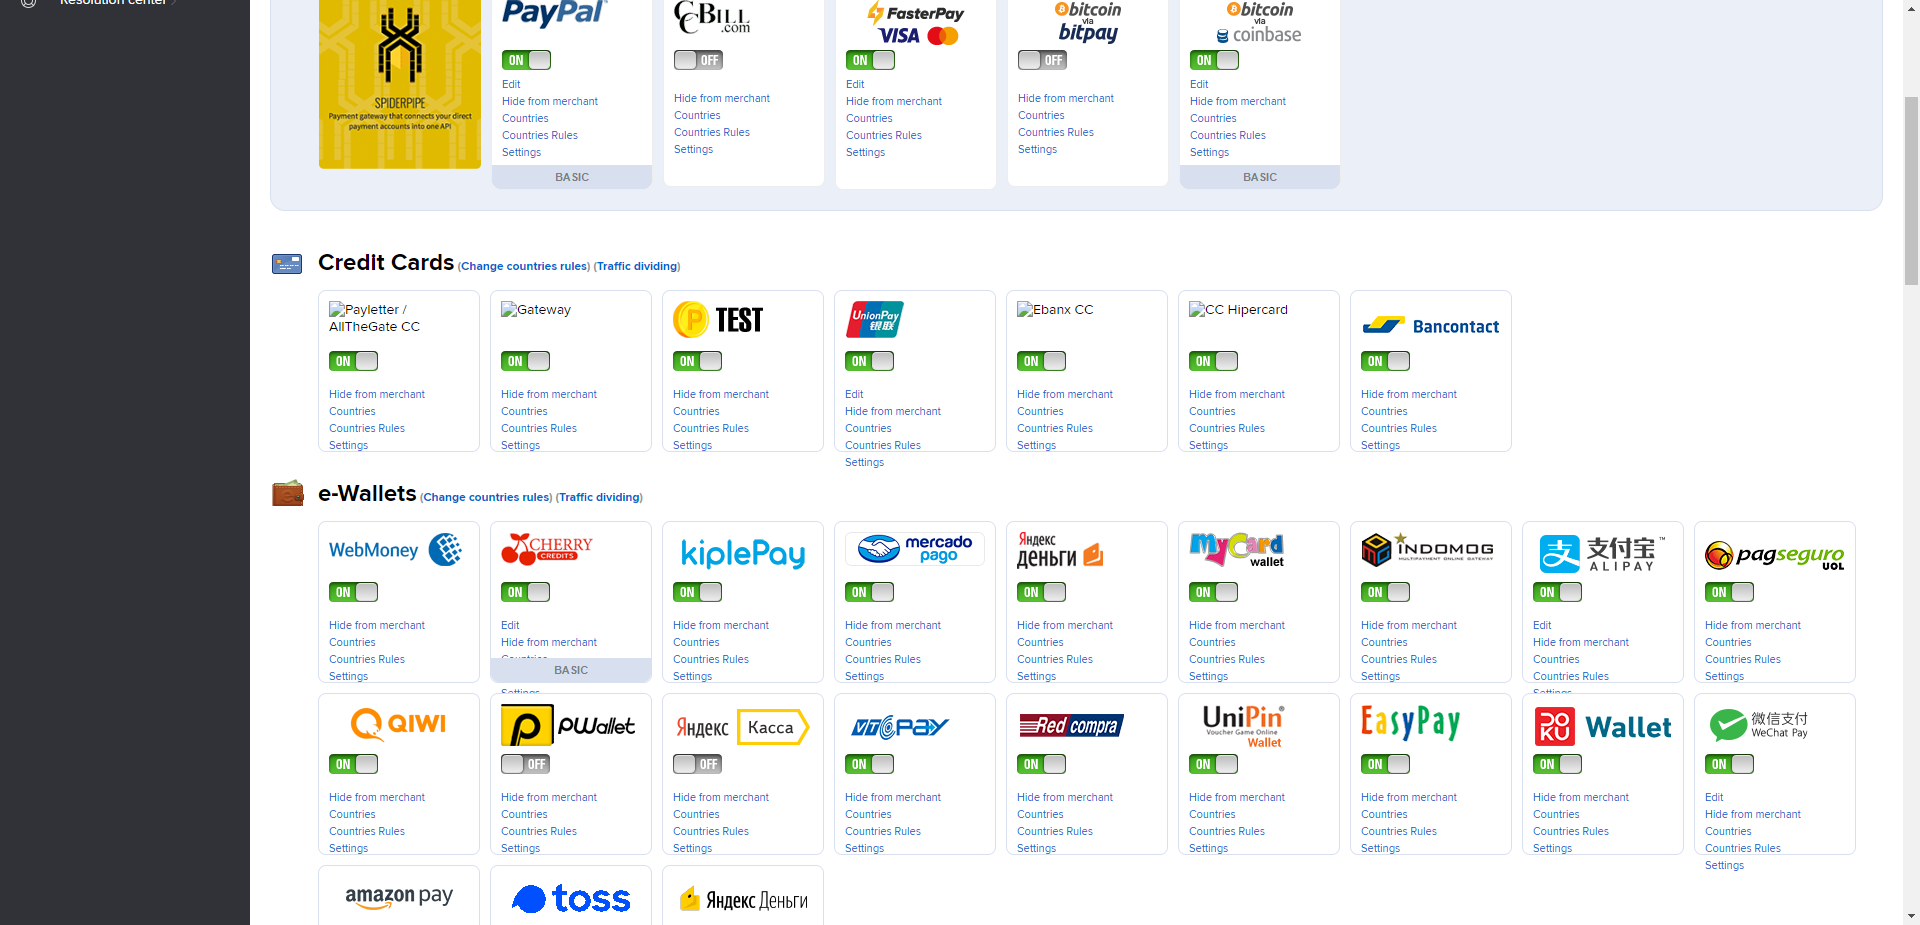 Resolution center
SPIDERPIPE
Payment gateway that connects your direct
payment accounts into one API
PayPal
ON
Edit
Hide from merchant
Countries
Countries Rules
Settings
BASIC
CCBILL.com
OFF
Hide from merchant
Countries
Countries Rules
Settings
FasterPay
VISA
ON
Edit
Hide from merchant
Countries
Countries Rules
Settings
bitcoin
via
bitpay
OFF
Hide from merchant
Countries
Countries Rules
Settings
bitcoin
via
coinbase
ON
Edit
Hide from merchant
Countries
Countries Rules
Settings
BASIC
Credit Cards (Change countries rules) (Traffic dividing)
Payletter /
AllTheGate CC
ON
Hide from merchant
Countries
Countries Rules
Settings
Gateway
ON
Hide from merchant
Countries
Countries Rules
Settings
P TEST
ON
Hide from merchant
Countries
Countries Rules
Settings
UnionPay
银联
ON
Edit
Hide from merchant
Countries
Countries Rules
Settings
Ebanx CC
ON
Hide from merchant
Countries
Countries Rules
Settings
CC Hipercard
ON
Hide from merchant
Countries
Countries Rules
Settings
Bancontact
ON
Hide from merchant
Countries
Countries Rules
Settings
e-Wallets (Change countries rules) (Traffic dividing)
WebMoney
ON
Hide from merchant
Countries
Countries Rules
Settings
CHERRY
CREDITS
ON
Edit
Hide from merchant
Countries
BASIC
Settings
kiplePay
ON
Hide from merchant
Countries
Countries Rules
Settings
mercado
pago
ON
Hide from merchant
Countries
Countries Rules
Settings
Яндекс
деньги
ON
Hide from merchant
Countries
Countries Rules
Settings
MyCard
wallet
ON
Hide from merchant
Countries
Countries Rules
Settings
INDOMOG
MULTIPAYMENT ONLINE GATEWAY
ON
Hide from merchant
Countries
Countries Rules
Settings
支 支付宝™
ALIPAY
ON
Edit
Hide from merchant
Countries
Countries Rules
Settings
pagseguro
UOL
ON
Hide from merchant
Countries
Countries Rules
Settings
QIWI
ON
Hide from merchant
Countries
Countries Rules
Settings
P PWallet
OFF
Hide from merchant
Countries
Countries Rules
Settings
Яндекс Касса
OFF
Hide from merchant
Countries
Countries Rules
Settings
VTCPAY
ON
Hide from merchant
Countries
Countries Rules
Settings
Red compra
ON
Hide from merchant
Countries
Countries Rules
Settings
UniPin®
Voucher Game Online
Wallet
ON
Hide from merchant
Countries
Countries Rules
Settings
EasyPay
ON
Hide from merchant
Countries
Countries Rules
Settings
DOKU Wallet
ON
Hide from merchant
Countries
Countries Rules
Settings
微信支付
WeChat Pay
ON
Edit
Hide from merchant
Countries
Countries Rules
Settings
amazon pay
toss
Яндекс Деньги